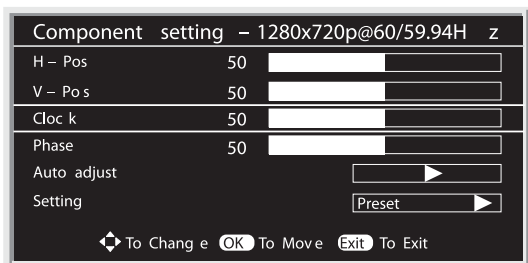 Component setting – 1280x720p@60/59.94H z
H – Pos 50
V – Po s 50
Cloc k 50
Phase 50
Auto adjust
Setting Preset
To Chang e OK To Mov e Exit To Exit